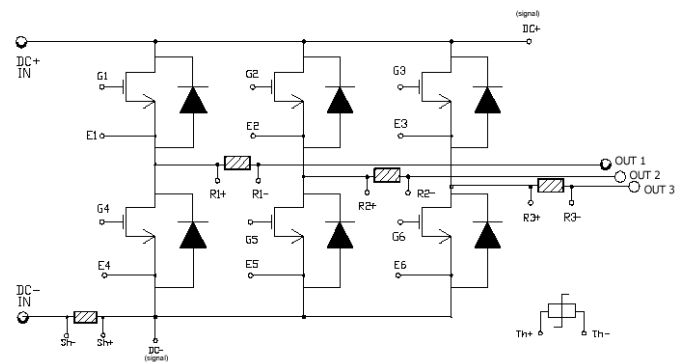 (signal)
DC+
DC+
IN
G1
G2
G3
E1
E2
E3
OUT 1
OUT 2
OUT 3
R1+
R1-
R2+
R2-
R3+
R3-
G4
G5
G6
E4
E5
E6
DC-
IN
Sh-
Sh+
DC-
(signal)
Th+
Th-